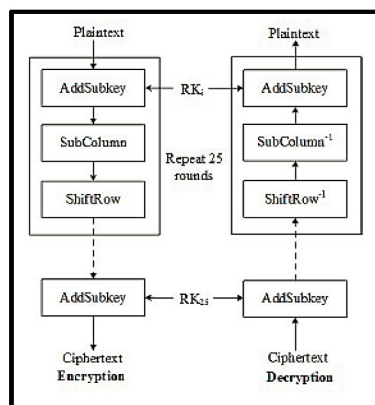 Plaintext Plaintext
AddSubkey RKᵢ AddSubkey
SubColumn SubColumn⁻¹
Repeat 25
rounds
ShiftRow ShiftRow⁻¹
AddSubkey RK₂₅ AddSubkey
Ciphertext Ciphertext
Encryption Decryption